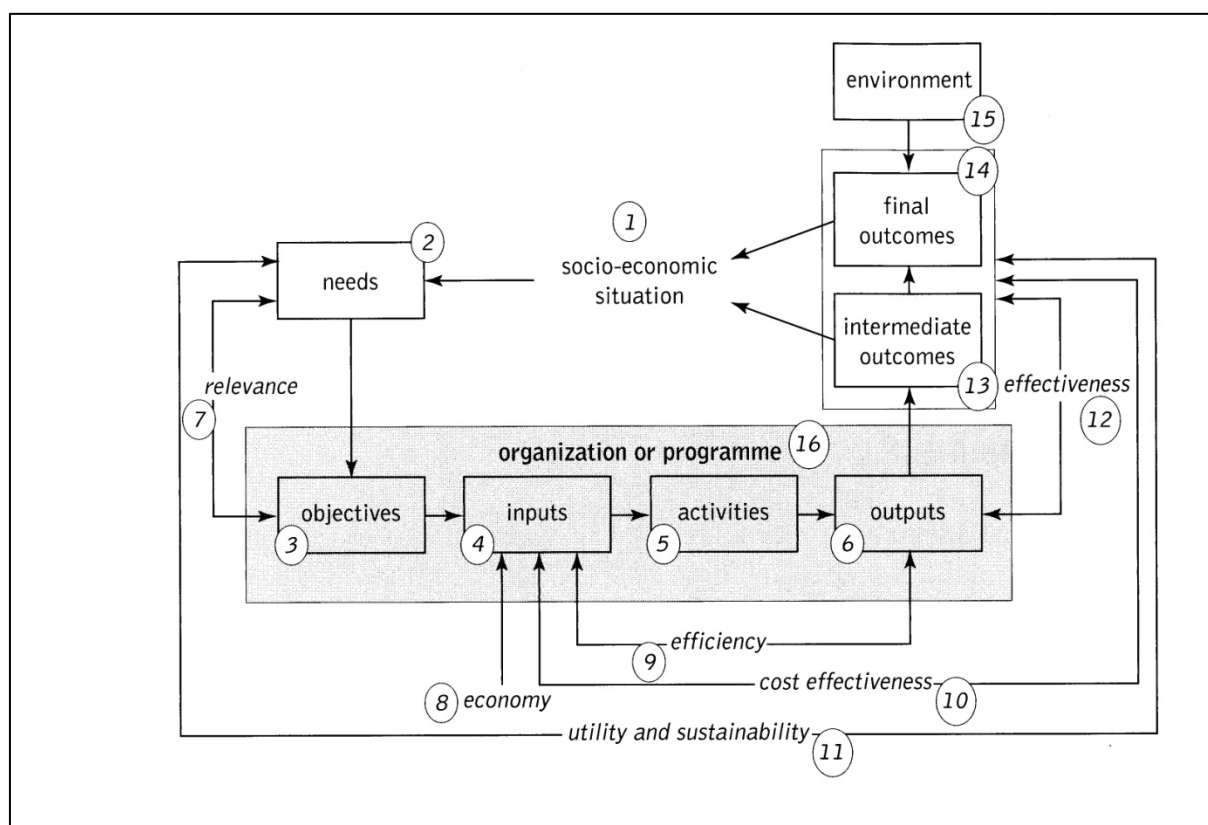 environment
15
14
final
outcomes
1
socio-economic
situation
2
needs
intermediate
outcomes
13
relevance
7
effectiveness
12
organization or programme 16
objectives
3
inputs
4
activities
5
outputs
6
efficiency
9
cost effectiveness
10
8 economy
utility and sustainability
11